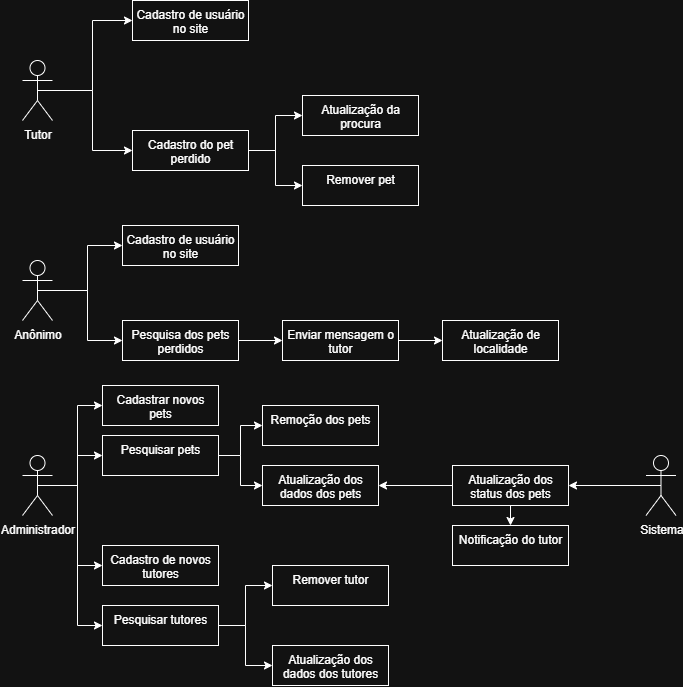 Cadastro de usuário
no site
Tutor
Atualização da
procura
Cadastro do pet
perdido
Remover pet
Cadastro de usuário
no site
Anônimo
Pesquisa dos pets
perdidos
Enviar mensagem o
tutor
Atualização de
localidade
Cadastrar novos
pets
Remoção dos pets
Pesquisar pets
Atualização dos
dados dos pets
Atualização dos
status dos pets
Administrador
Sistema
Notificação do tutor
Cadastro de novos
tutores
Remover tutor
Pesquisar tutores
Atualização dos
dados dos tutores